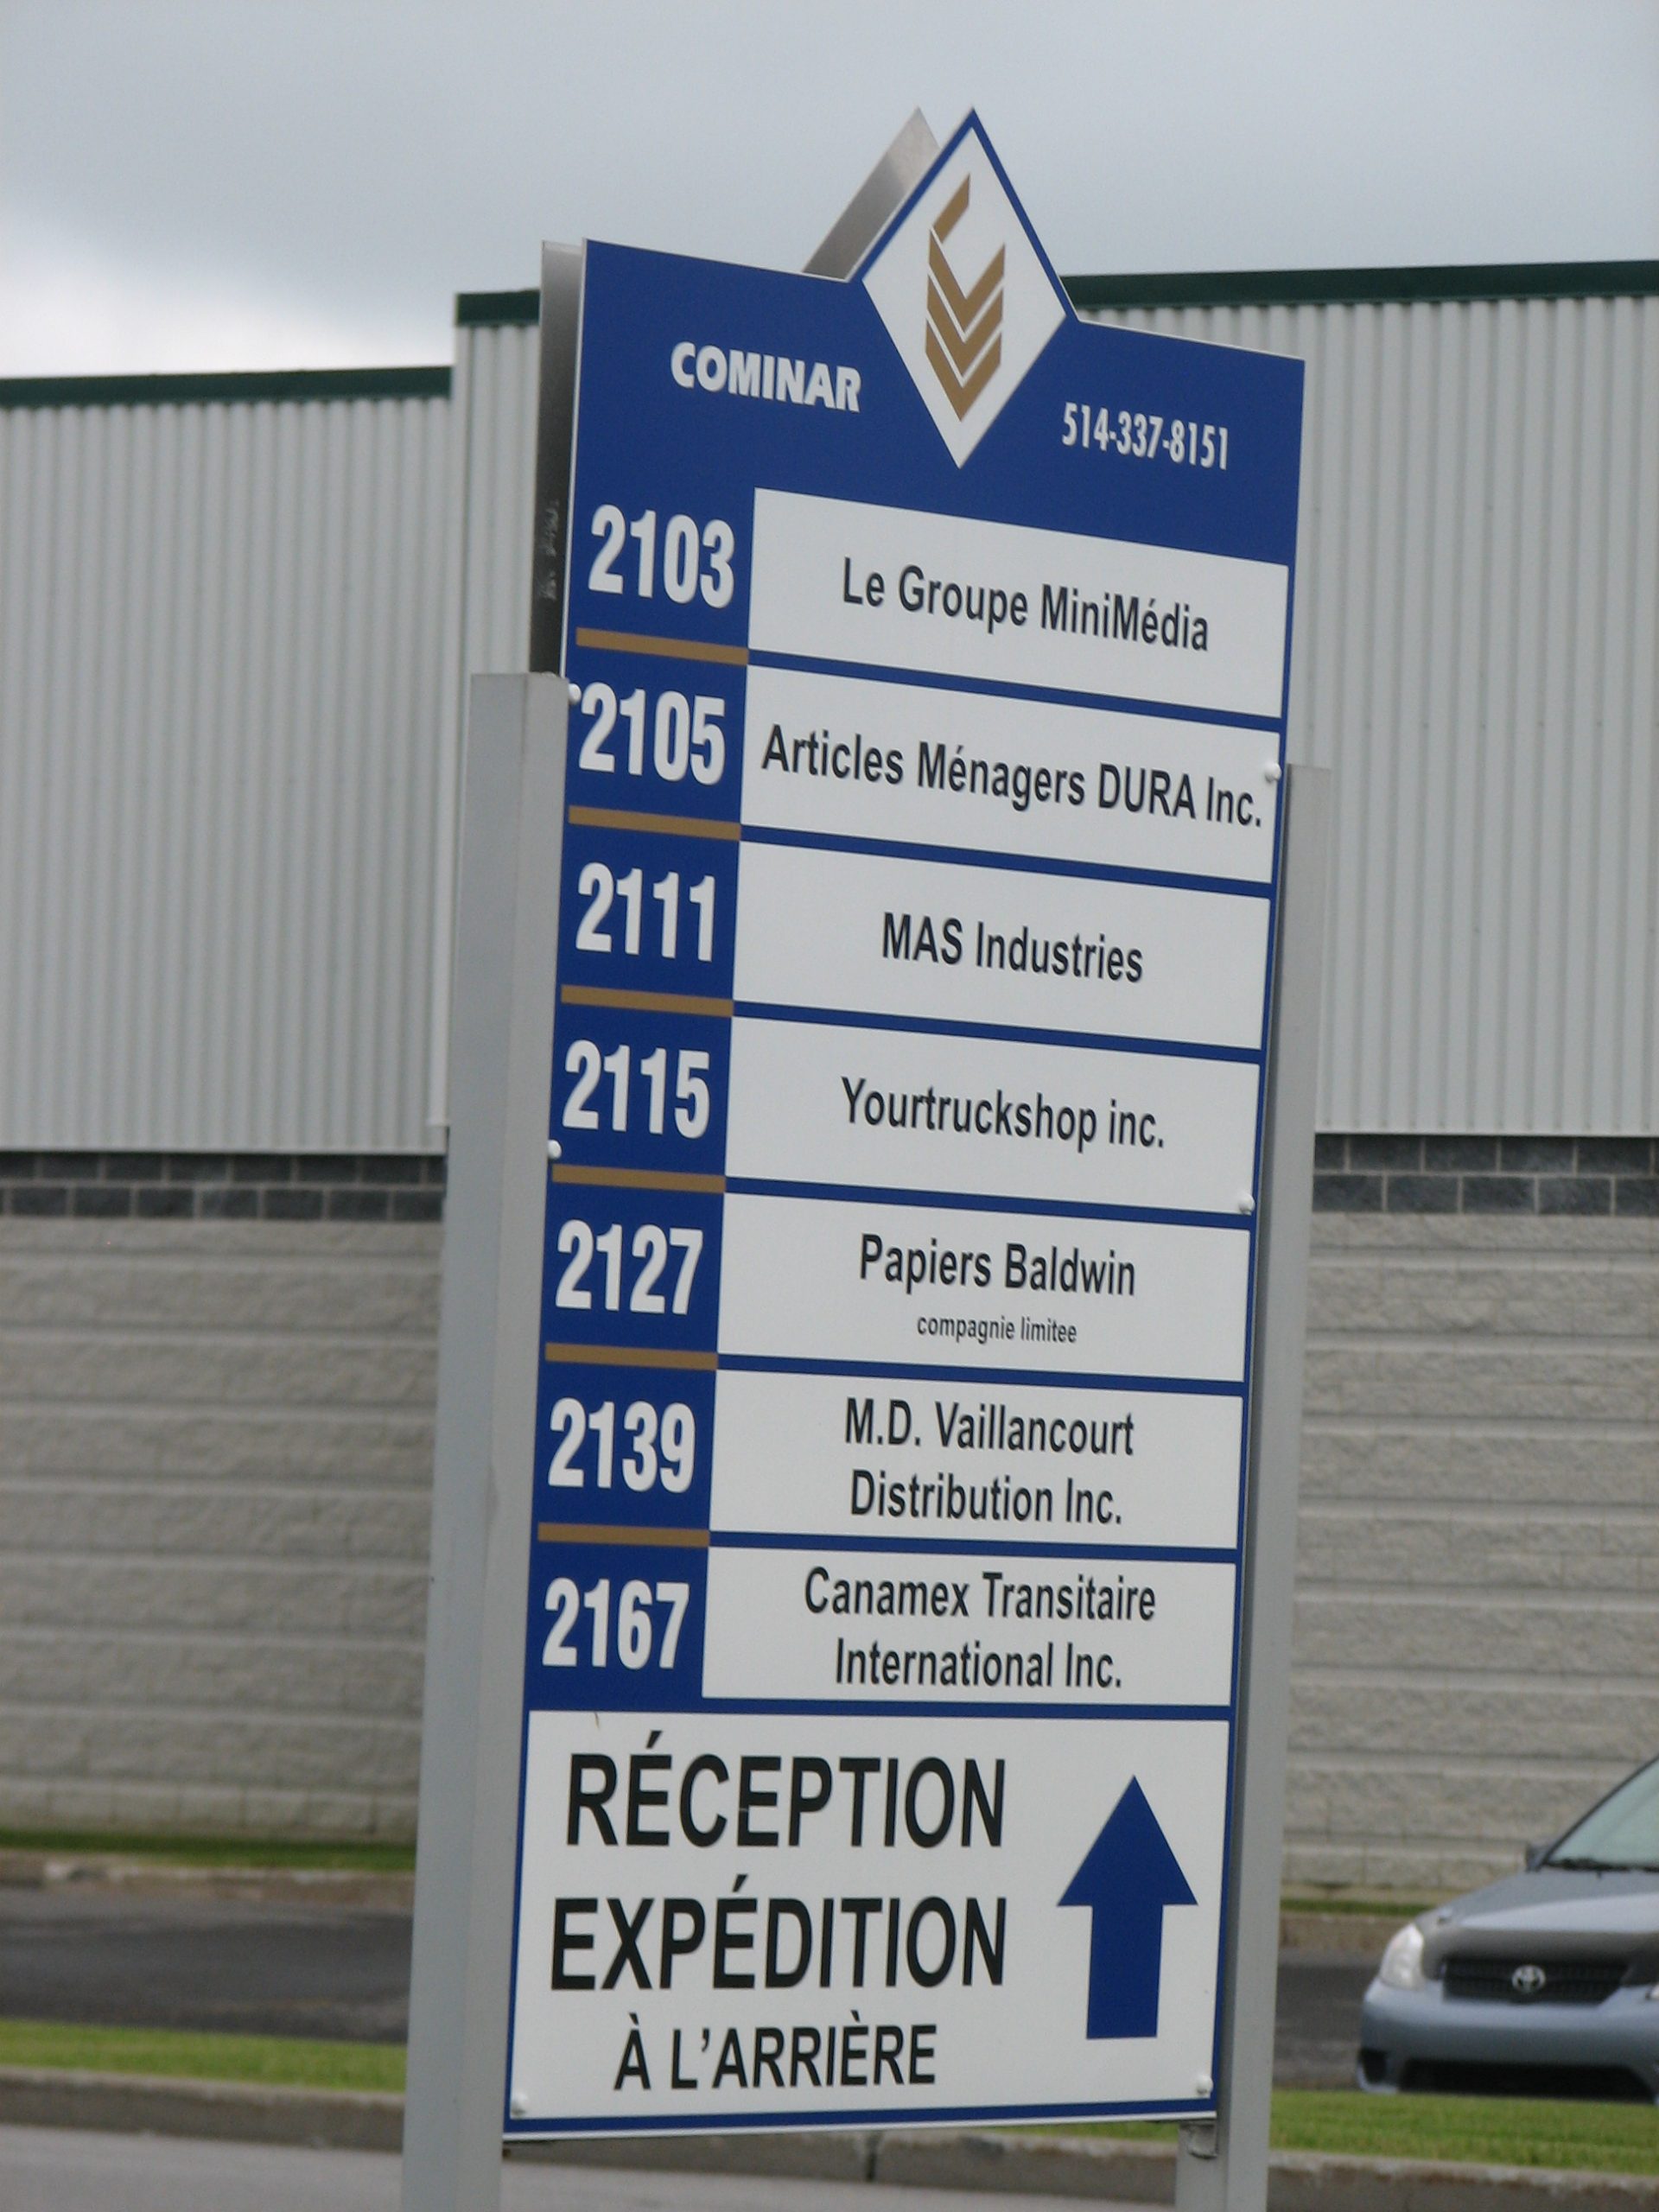 COMINAR
514-337-8151
2103 Le Groupe MiniMédia
2105 Articles Ménagers DURA Inc.
2111 MAS Industries
2115 Yourtruckshop inc.
2127 Papiers Baldwin
compagnie limitee
2139 M.D. Vaillancourt
Distribution Inc.
2167 Canamex Transitaire
International Inc.
RÉCEPTION
EXPÉDITION
À L'ARRIÈRE